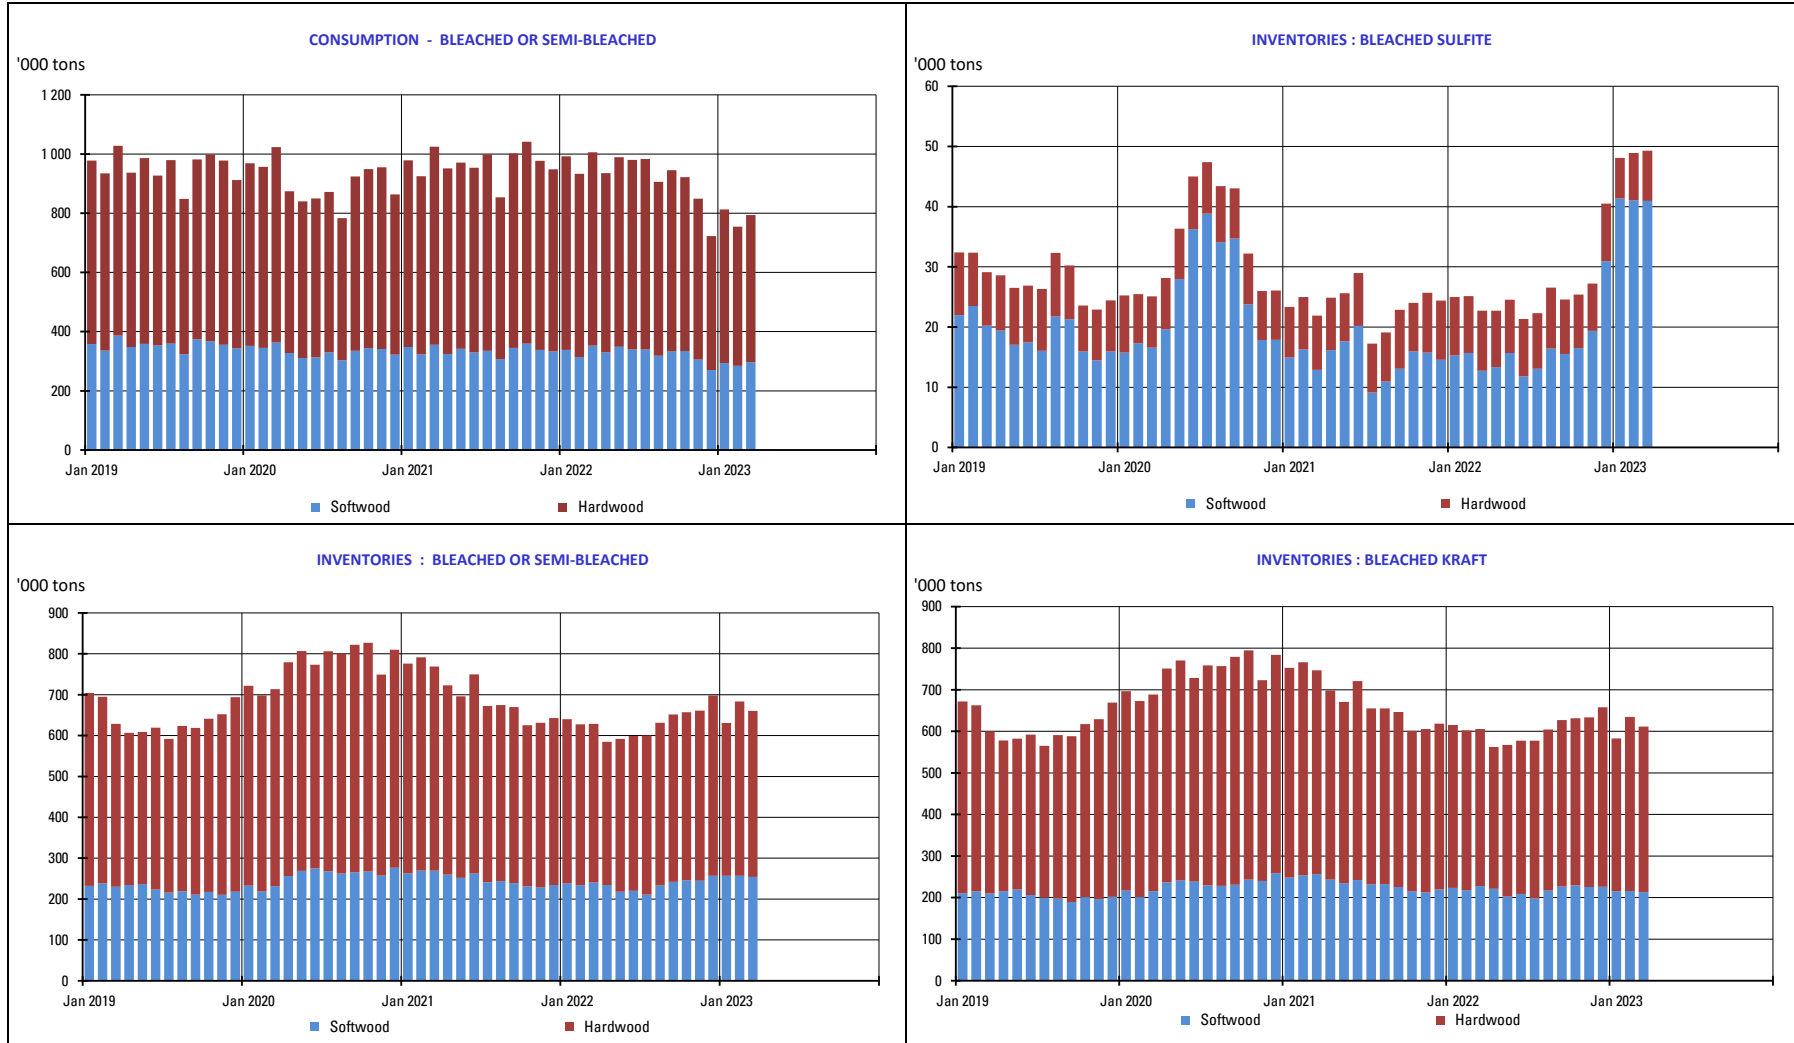 CONSUMPTION - BLEACHED OR SEMI-BLEACHED
'000 tons
1 200
1 000
800
600
400
200
0
Jan 2019 Jan 2020 Jan 2021 Jan 2022 Jan 2023
Softwood Hardwood
INVENTORIES : BLEACHED SULFITE
'000 tons
60
50
40
30
20
10
0
Jan 2019 Jan 2020 Jan 2021 Jan 2022 Jan 2023
Softwood Hardwood
INVENTORIES : BLEACHED OR SEMI-BLEACHED
'000 tons
900
800
700
600
500
400
300
200
100
0
Jan 2019 Jan 2020 Jan 2021 Jan 2022 Jan 2023
Softwood Hardwood
INVENTORIES : BLEACHED KRAFT
'000 tons
900
800
700
600
500
400
300
200
100
0
Jan 2019 Jan 2020 Jan 2021 Jan 2022 Jan 2023
Softwood Hardwood